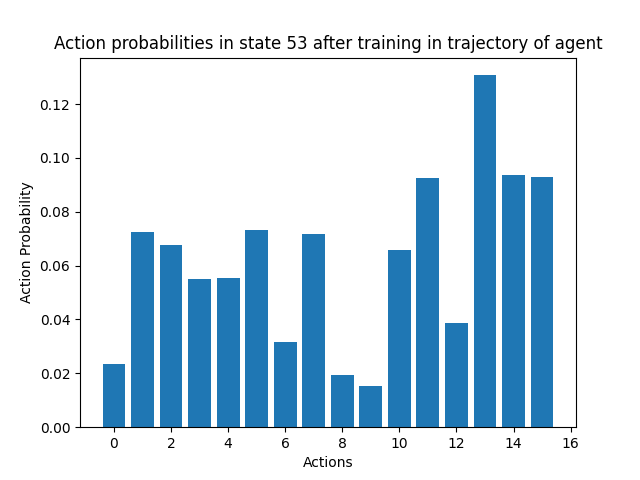 Action probabilities in state 53 after training in trajectory of agent
0.12
0.10
0.08
0.06
0.04
0.02
0.00
Action Probability
0 2 4 6 8 10 12 14 16
Actions